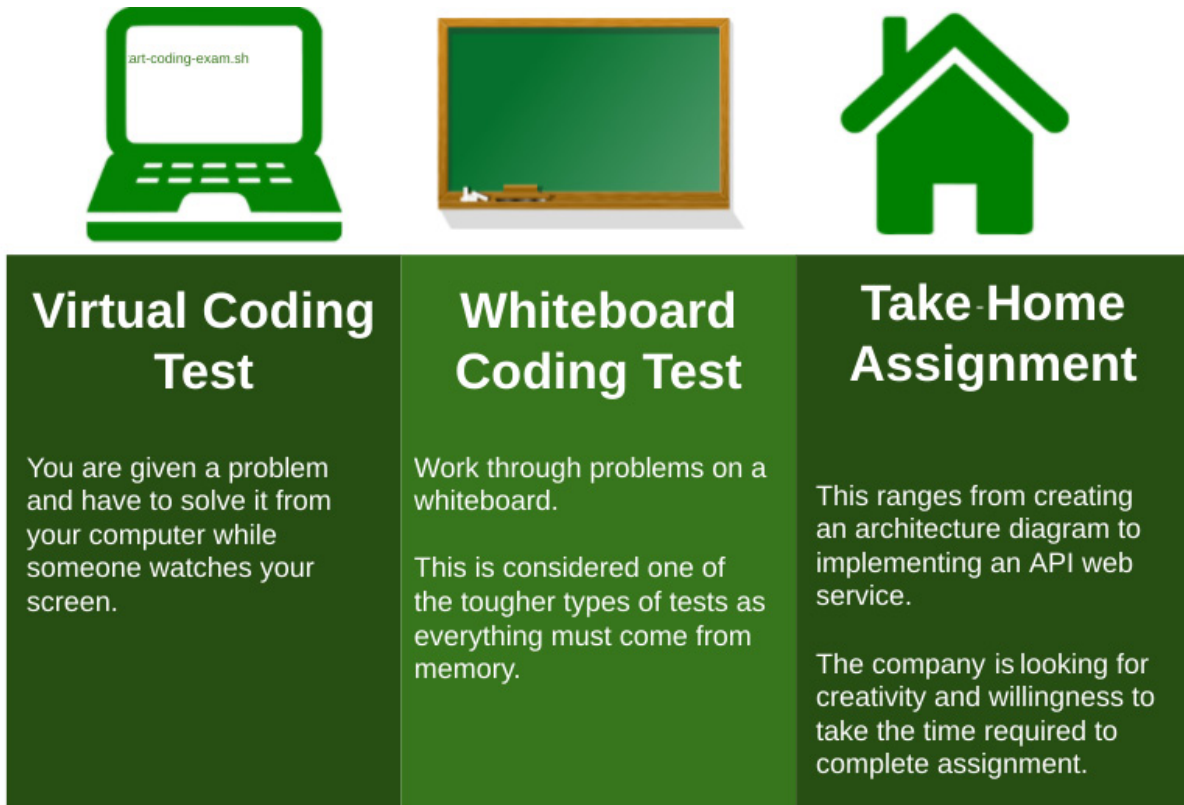 art-coding-exam.sh
Virtual Coding
Test
You are given a problem
and have to solve it from
your computer while
someone watches your
screen.
Whiteboard
Coding Test
Work through problems on a
whiteboard.
This is considered one of
the tougher types of tests as
everything must come from
memory.
Take-Home
Assignment
This ranges from creating
an architecture diagram to
implementing an API web
service.
The company is looking for
creativity and willingness to
take the time required to
complete assignment.